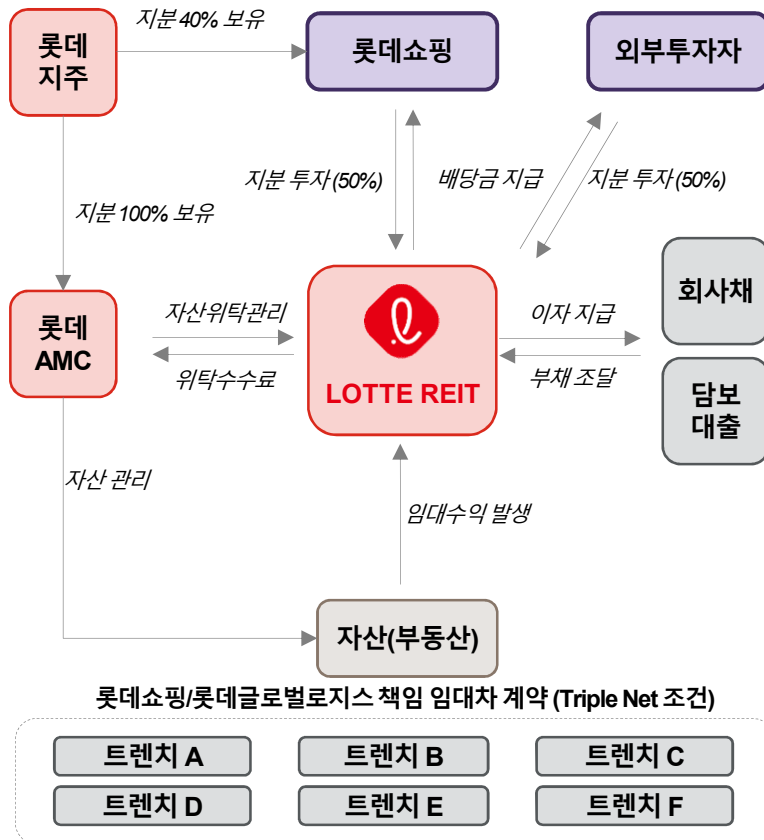 지분 40% 보유
롯데
지주
롯데쇼핑
외부투자자
지분 투자 (50%)
배당금 지급
지분 투자 (50%)
지분 100% 보유
롯데
AMC
자산위탁관리
위탁수수료
LOTTE REIT
이자 지급
부채 조달
회사채
담보
대출
자산 관리
임대수익 발생
자산(부동산)
롯데쇼핑/롯데글로벌로지스 책임 임대차 계약 (Triple Net 조건)
트렌치 A
트렌치 B
트렌치 C
트렌치 D
트렌치 E
트렌치 F